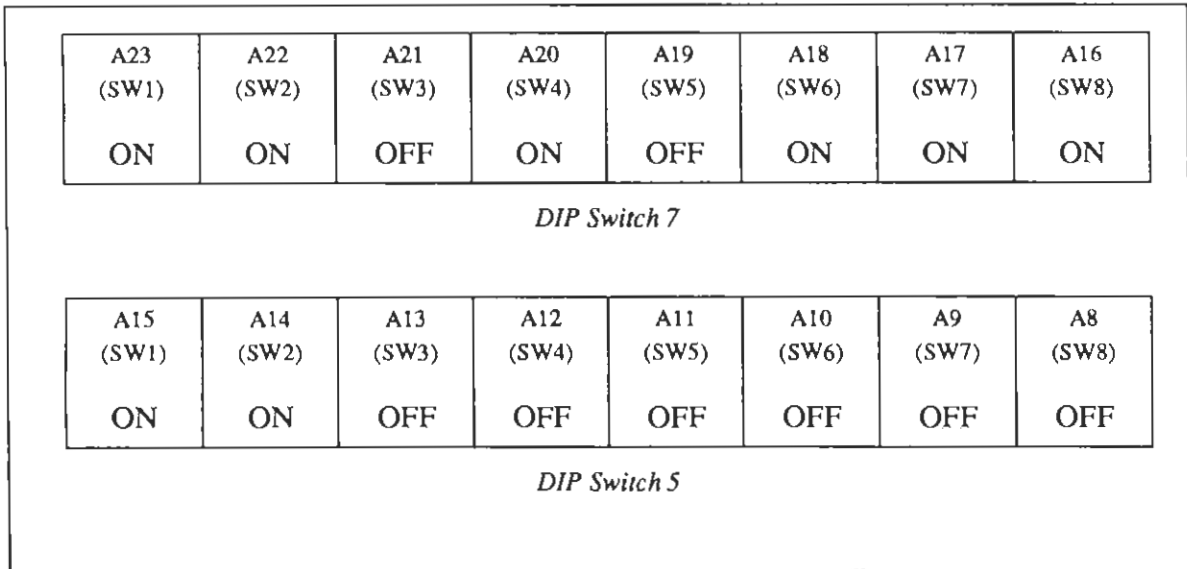 A23 A22 A21 A20 A19 A18 A17 A16
(SW1) (SW2) (SW3) (SW4) (SW5) (SW6) (SW7) (SW8)
ON ON OFF ON OFF ON ON ON
DIP Switch 7
A15 A14 A13 A12 A11 A10 A9 A8
(SW1) (SW2) (SW3) (SW4) (SW5) (SW6) (SW7) (SW8)
ON ON OFF OFF OFF OFF OFF OFF
DIP Switch 5